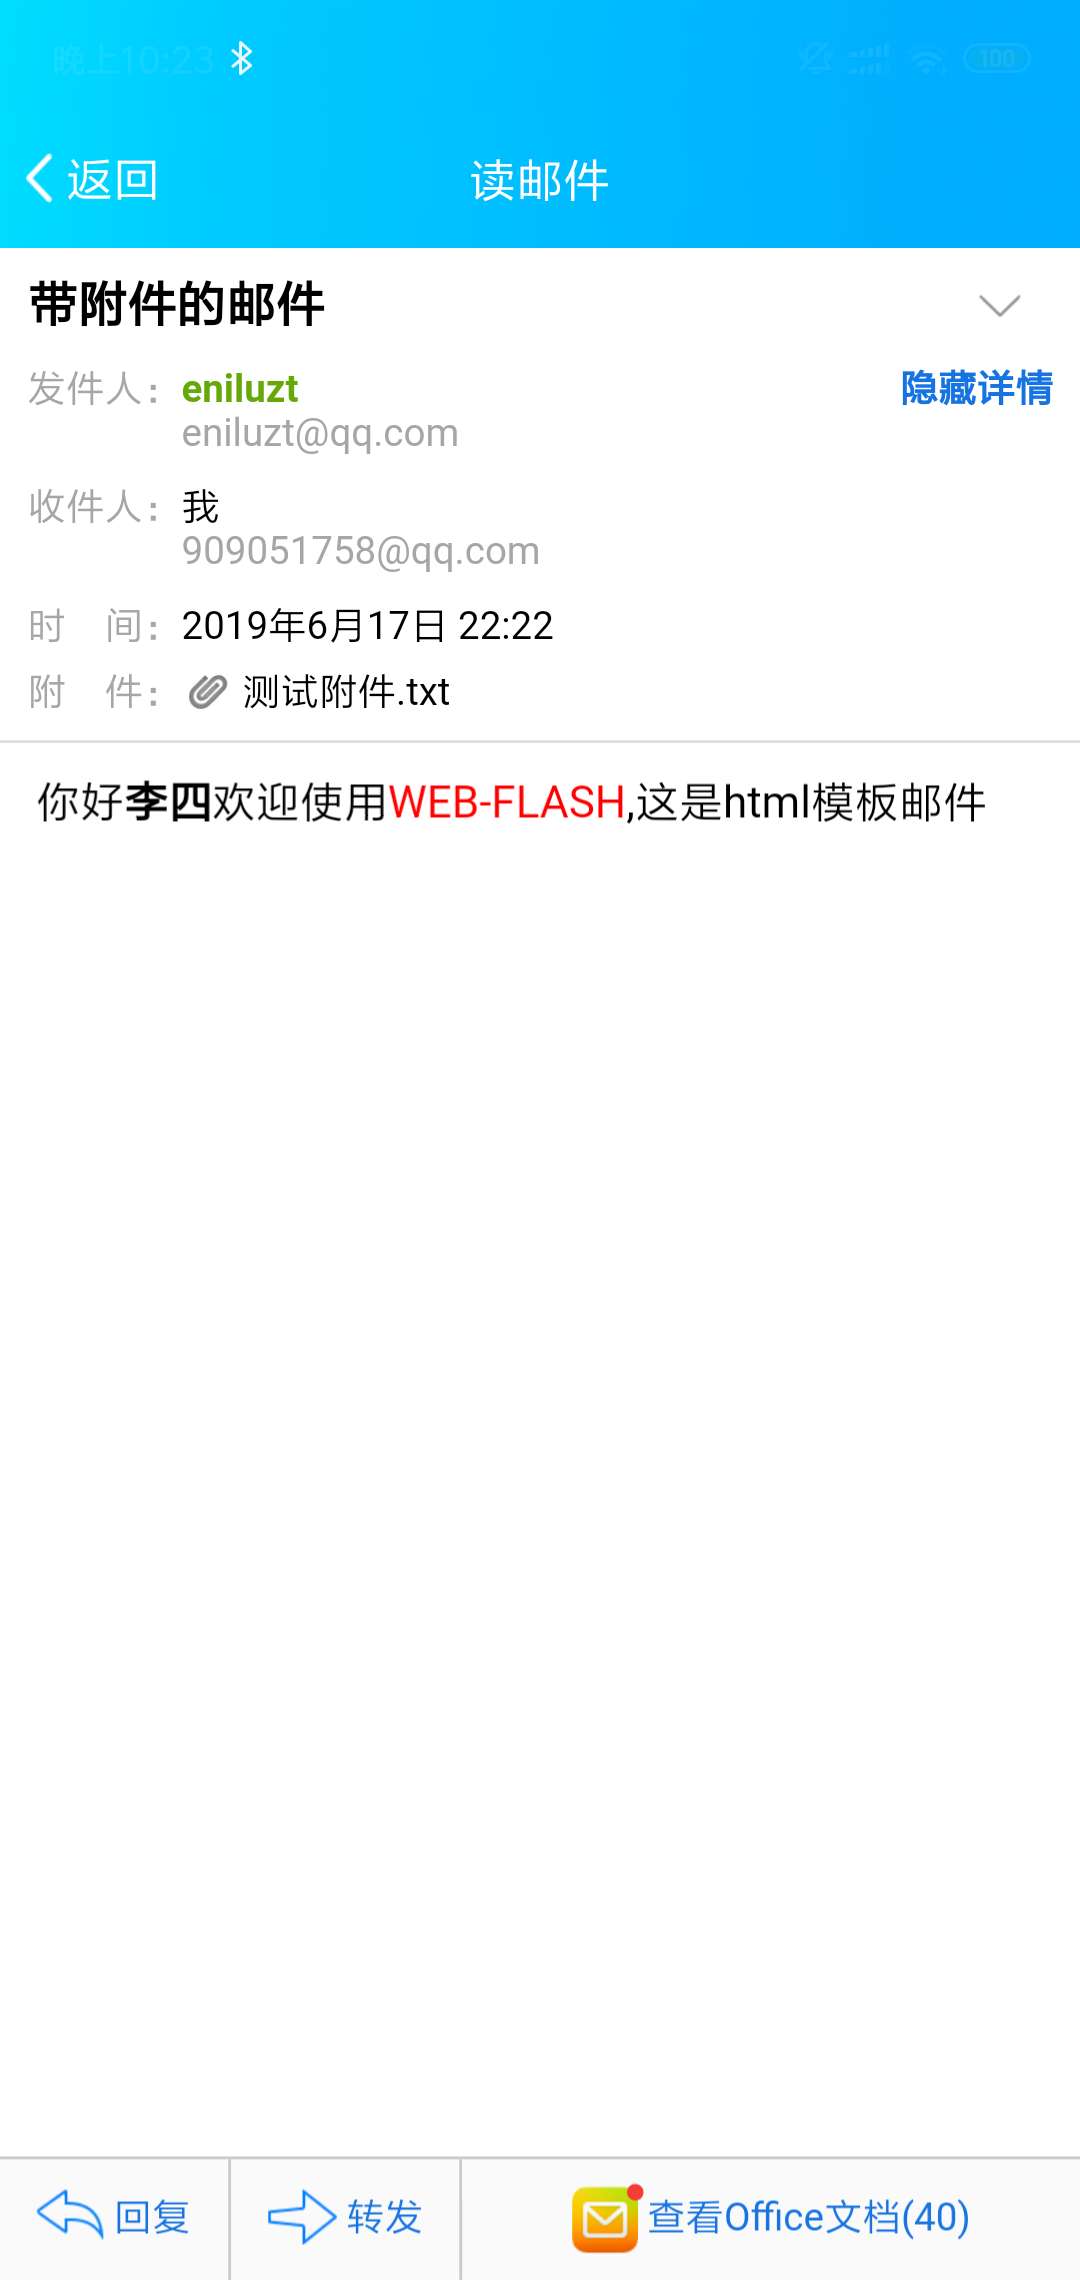 晚上10:23
100
返回
读邮件
带附件的邮件
发件人：eniluzt
隐藏详情
eniluzt@qq.com
收件人：我
909051758@qq.com
时 间：2019年6月17日 22:22
附 件：测试附件.txt
你好李四欢迎使用WEB-FLASH,这是html模板邮件
回复
转发
查看Office文档(40)